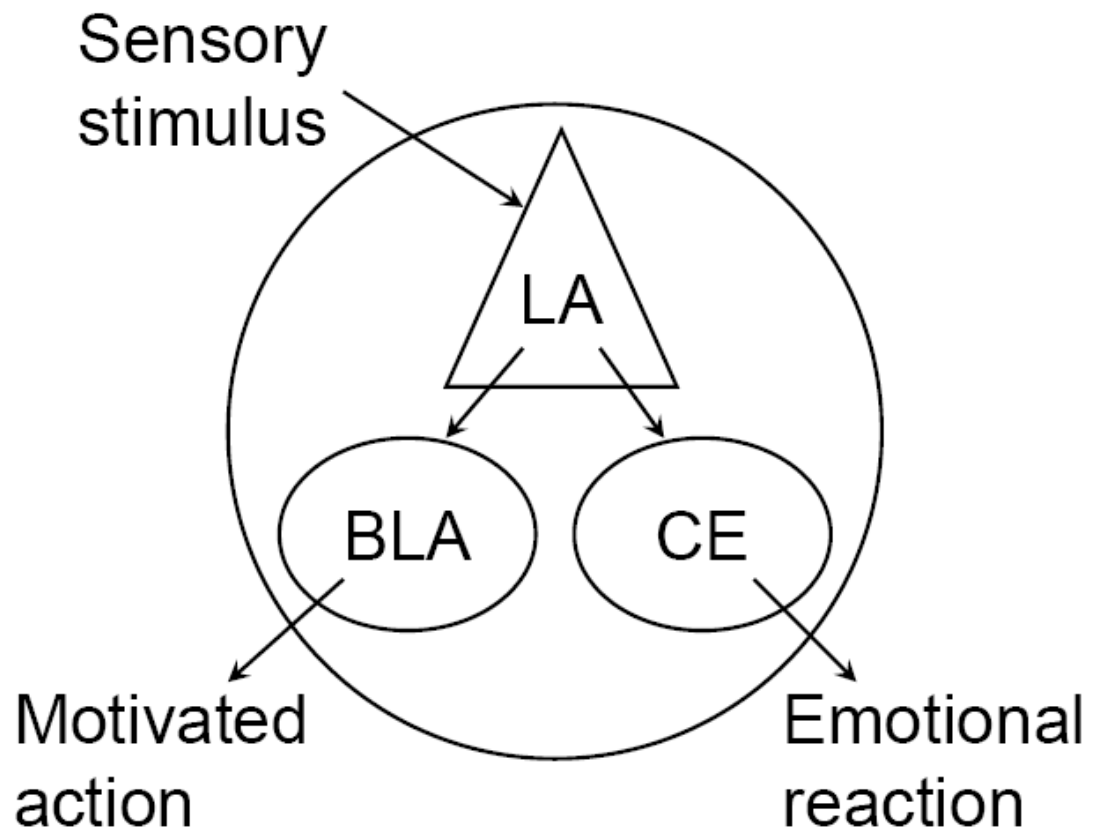 Sensory
stimulus
LA
BLA
CE
Motivated
action
Emotional
reaction